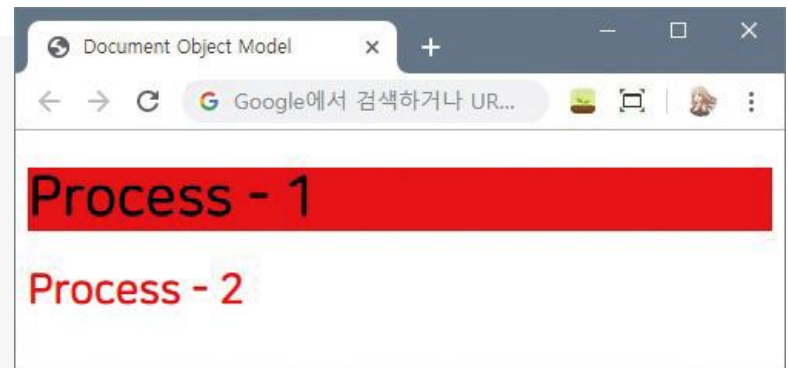 Document Object Model
Google에서 검색하거나 UR...
Process - 1
Process - 2